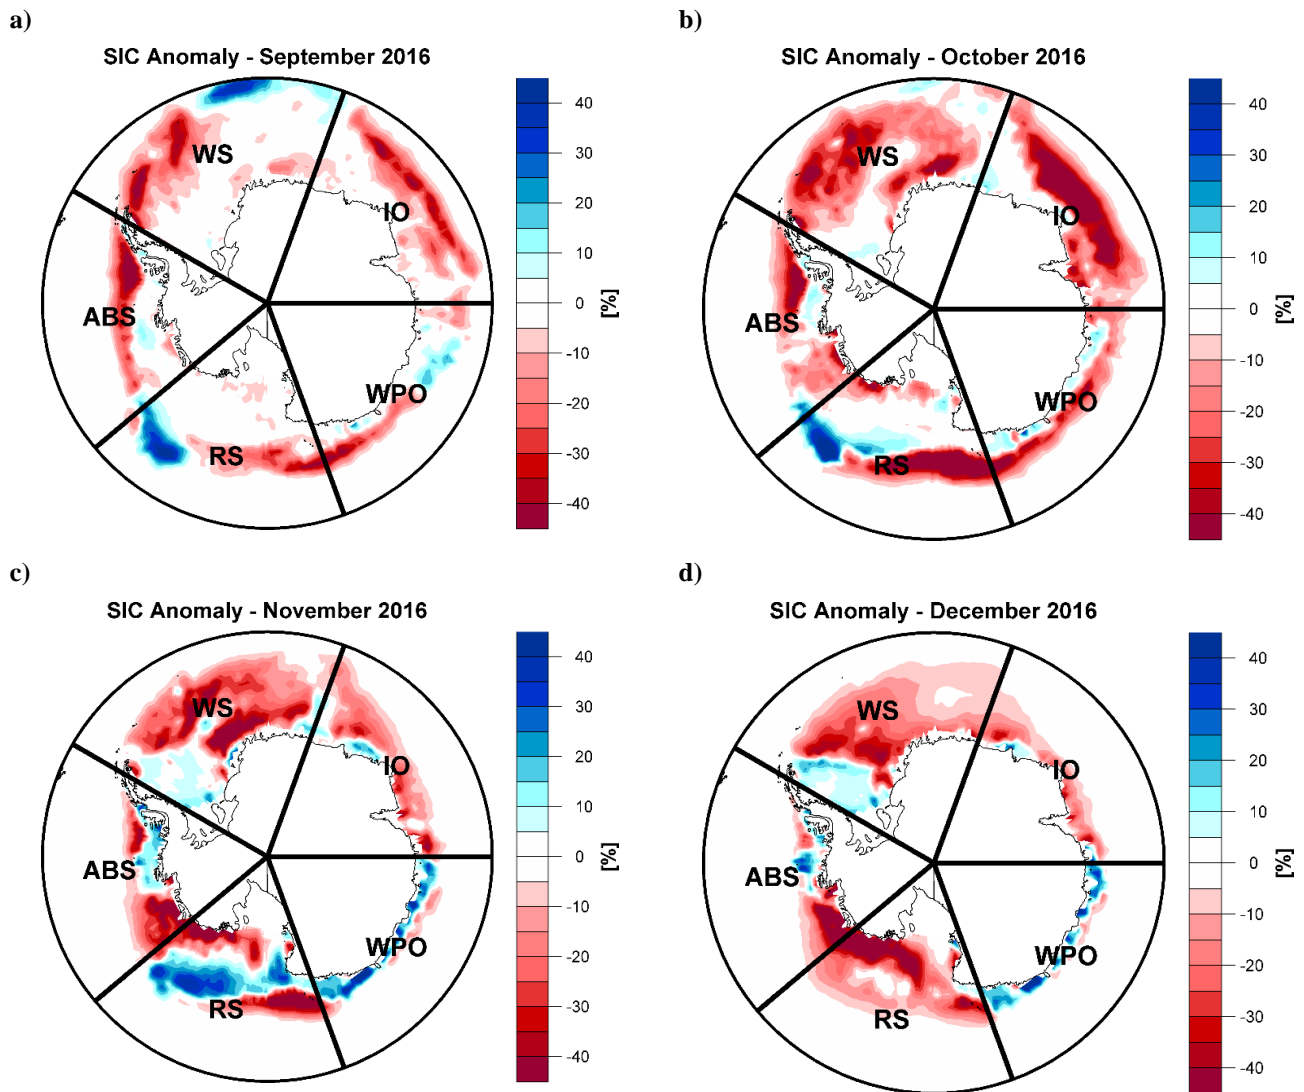 a)
SIC Anomaly - September 2016
WS
IO
ABS
WPO
RS
40
30
20
10
0
-10
-20
-30
-40
[%]
b)
SIC Anomaly - October 2016
WS
IO
ABS
WPO
RS
40
30
20
10
0
-10
-20
-30
-40
[%]
c)
SIC Anomaly - November 2016
WS
IO
ABS
WPO
RS
40
30
20
10
0
-10
-20
-30
-40
[%]
d)
SIC Anomaly - December 2016
WS
IO
ABS
WPO
RS
40
30
20
10
0
-10
-20
-30
-40
[%]